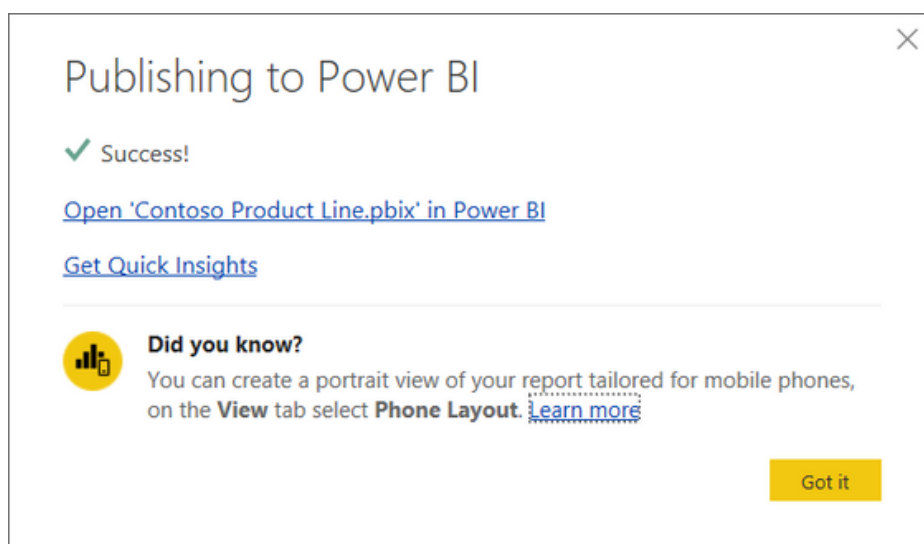 Publishing to Power BI
Success!
Open 'Contoso Product Line.pbix' in Power BI
Get Quick Insights
Did you know?
You can create a portrait view of your report tailored for mobile phones,
on the View tab select Phone Layout. Learn more
Got it